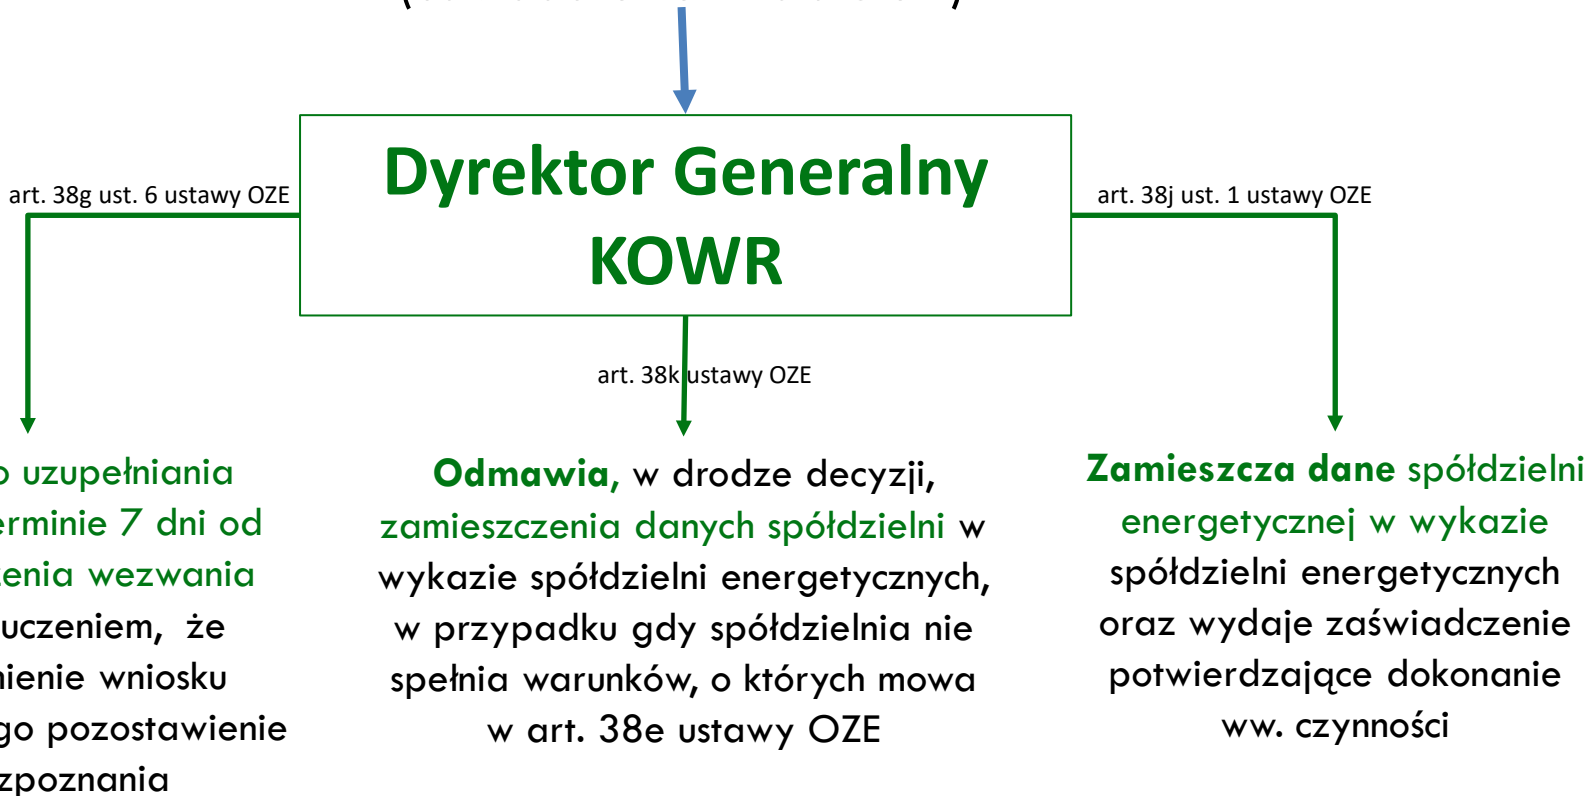 Dyrektor Generalny
KOWR
art. 38g ust. 6 ustawy OZE
art. 38j ust. 1 ustawy OZE
art. 38k ustawy OZE
uzupełniania
7 dni od
wezwania
że
wniosku
pozostawienie
Odmawia, w drodze decyzji,
zamieszczenia danych spółdzielni w
wykazie spółdzielni energetycznych,
w przypadku gdy spółdzielnia nie
spełnia warunków, o których mowa
w art. 38e ustawy OZE
Zamieszcza dane spółdzielni
energetycznej w wykazie
spółdzielni energetycznych
oraz wydaje zaświadczenie
potwierdzające dokonanie
ww. czynności